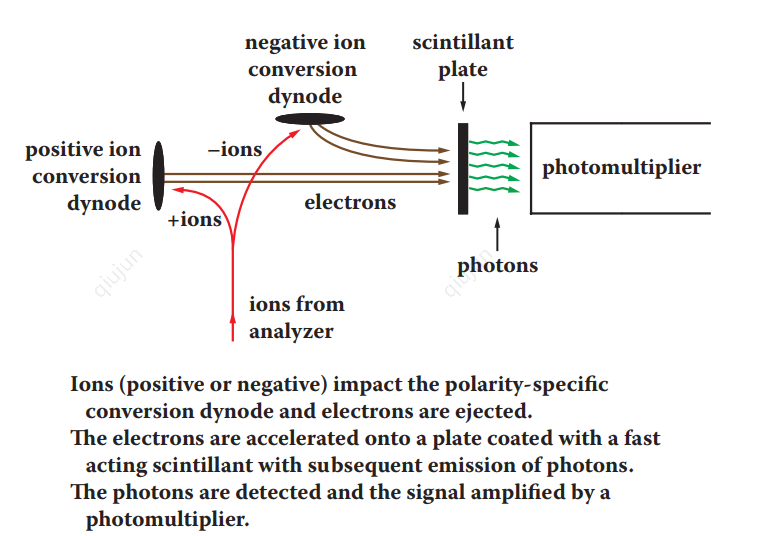 negative ion
conversion
dynode
scintillant
plate
positive ion
conversion
dynode
−ions
photomultiplier
electrons
+ions
photons
qiujun
qiujun
ions from
analyzer
Ions (positive or negative) impact the polarity-specific
conversion dynode and electrons are ejected.
The electrons are accelerated onto a plate coated with a fast
acting scintillant with subsequent emission of photons.
The photons are detected and the signal amplified by a
photomultiplier.